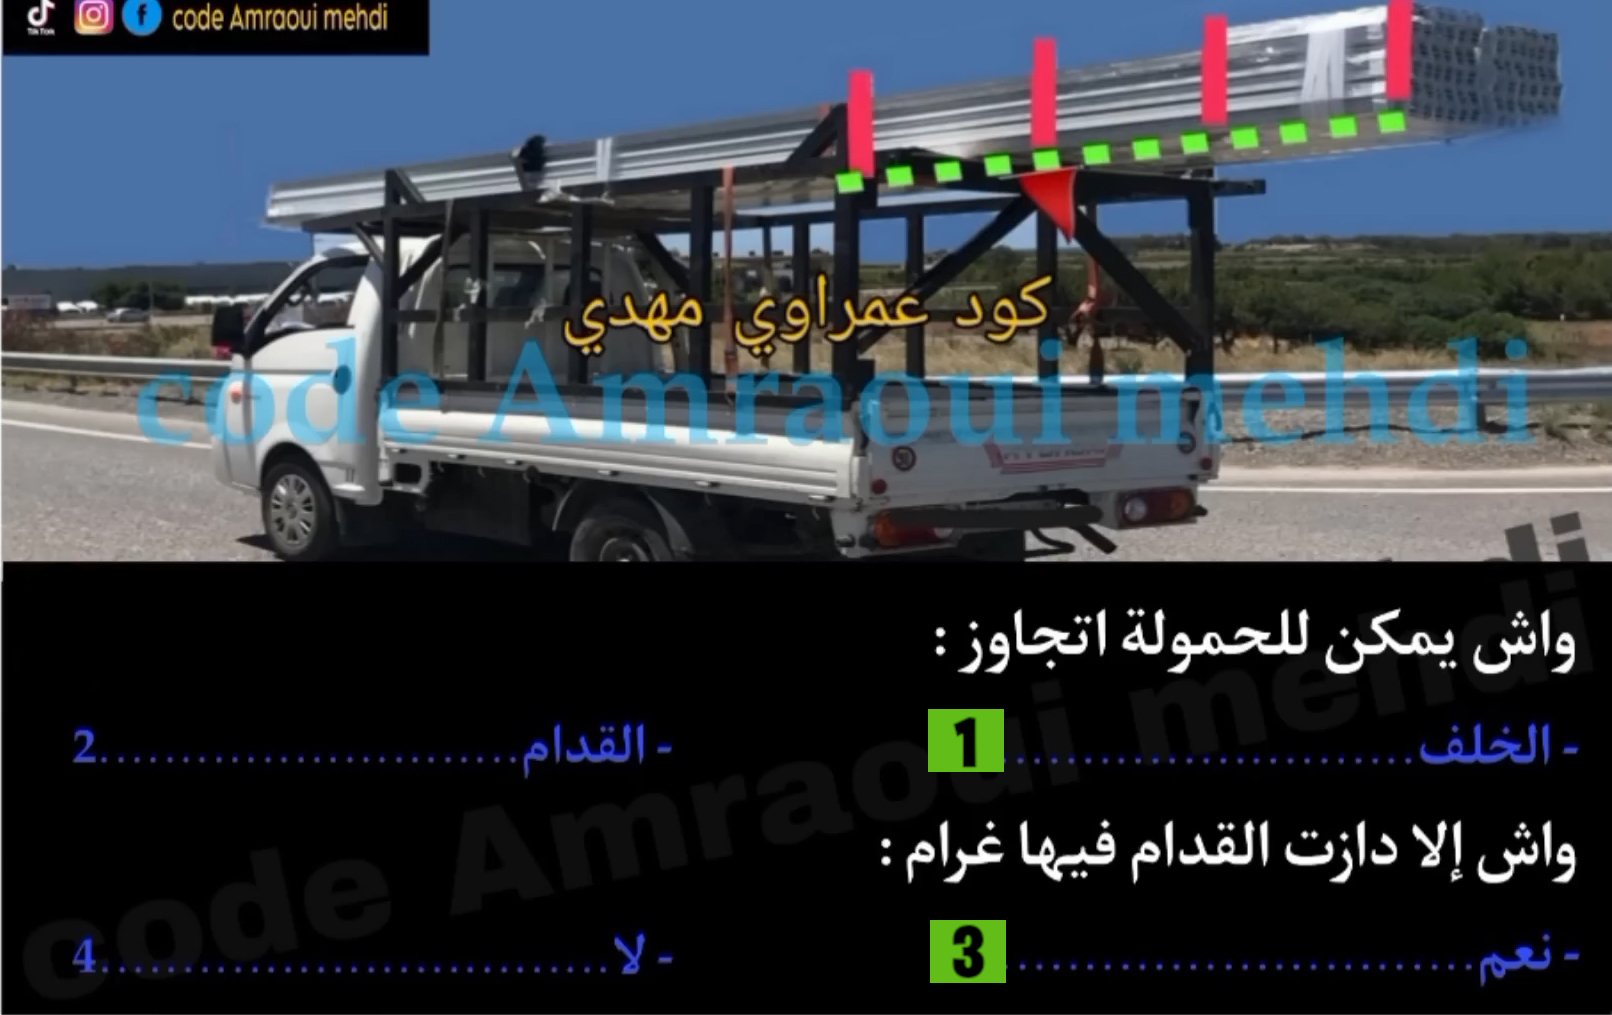 code Amraoui mehdi
كود عمراوي مهدي
code Amraoui mehdi
واش يمكن للحمولة اتجاوز :
- الخلف........................1
- القدام........................2
واش إلا دازت القدام فيها غرام :
- نعم...........................3
- لا.............................4
code Amraoui mehdi